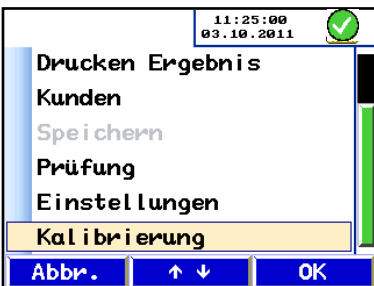 11:25:00
03.10.2011
Drucken Ergebnis
Kunden
Speichern
Prüfung
Einstellungen
Kalibrierung
Abbr. ↑ ↓ OK